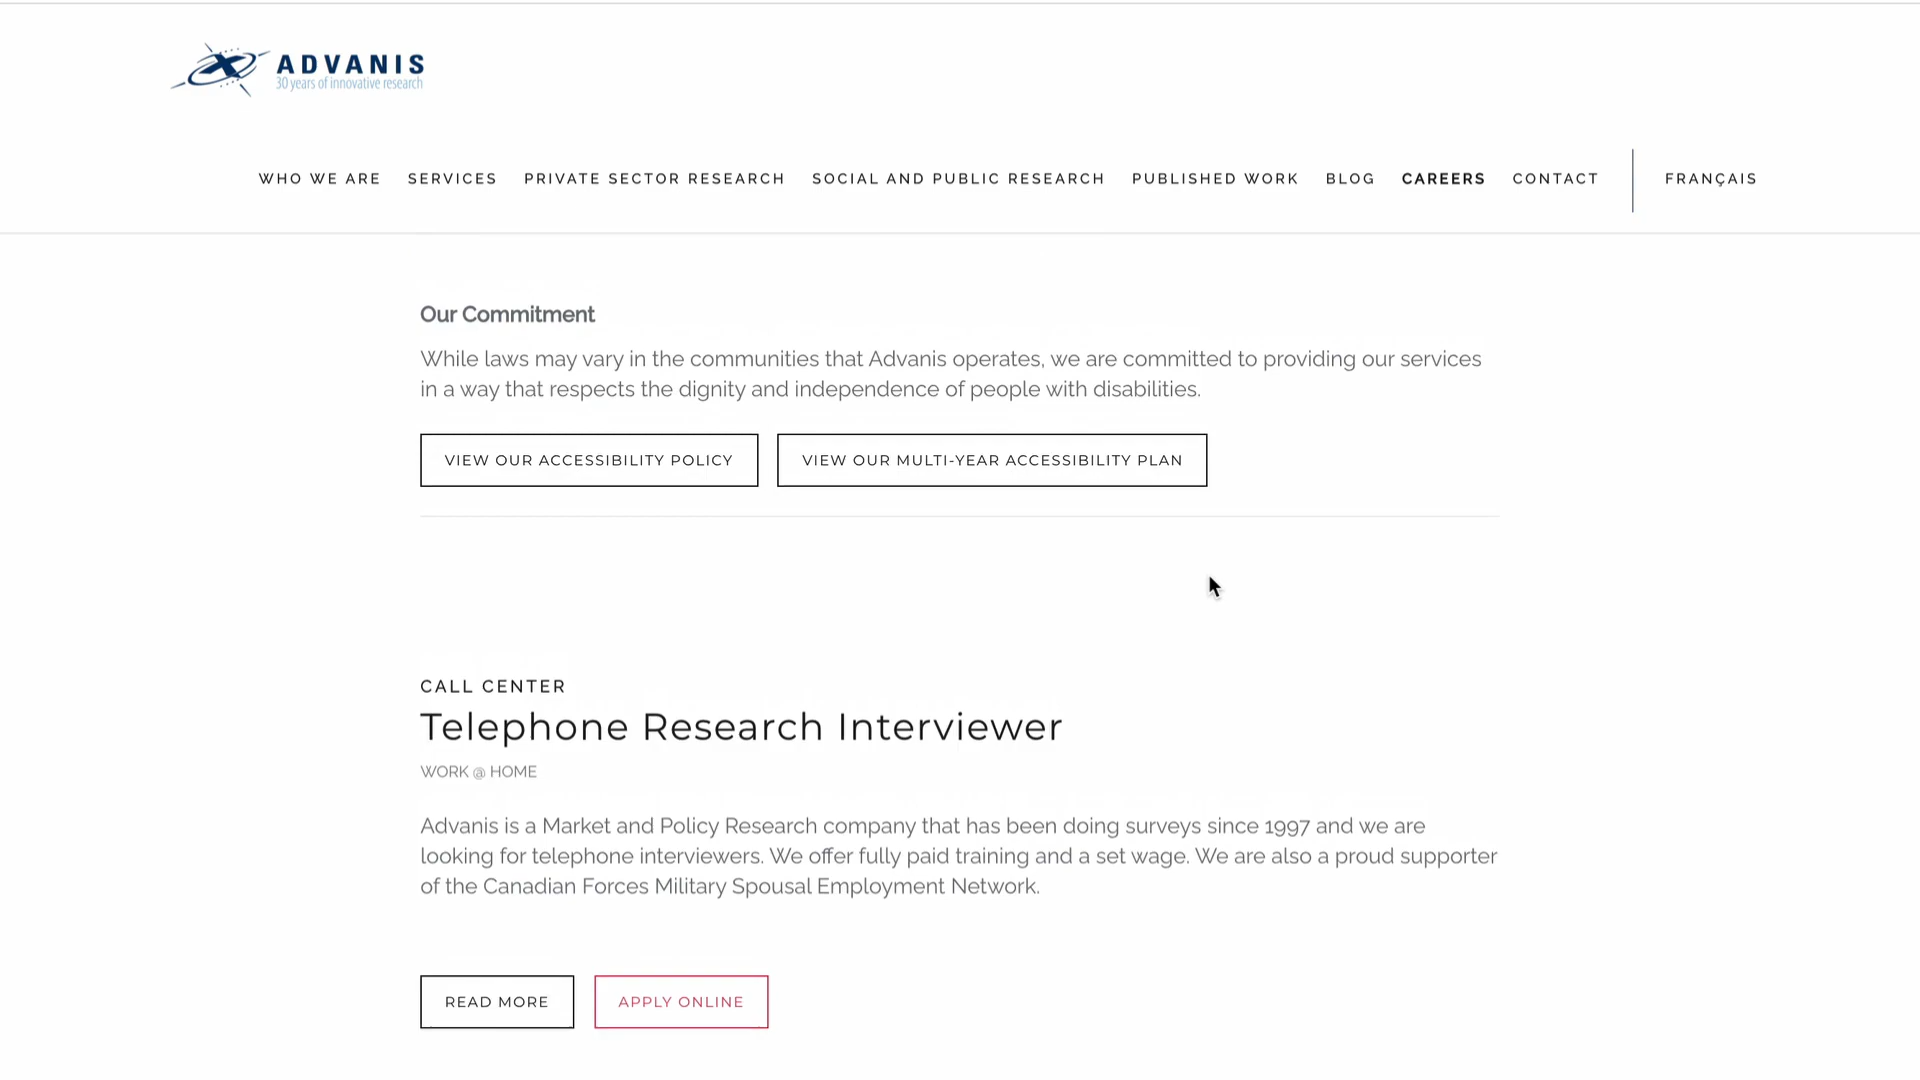 ADVANIS
30 years of innovative research
WHO WE ARE SERVICES PRIVATE SECTOR RESEARCH SOCIAL AND PUBLIC RESEARCH PUBLISHED WORK BLOG CAREERS CONTACT FRANÇAIS
Our Commitment
While laws may vary in the communities that Advanis operates, we are committed to providing our services
in a way that respects the dignity and independence of people with disabilities.
VIEW OUR ACCESSIBILITY POLICY VIEW OUR MULTI-YEAR ACCESSIBILITY PLAN
CALL CENTER
Telephone Research Interviewer
WORK @ HOME
Advanis is a Market and Policy Research company that has been doing surveys since 1997 and we are
looking for telephone interviewers. We offer fully paid training and a set wage. We are also a proud supporter
of the Canadian Forces Military Spousal Employment Network.
READ MORE APPLY ONLINE